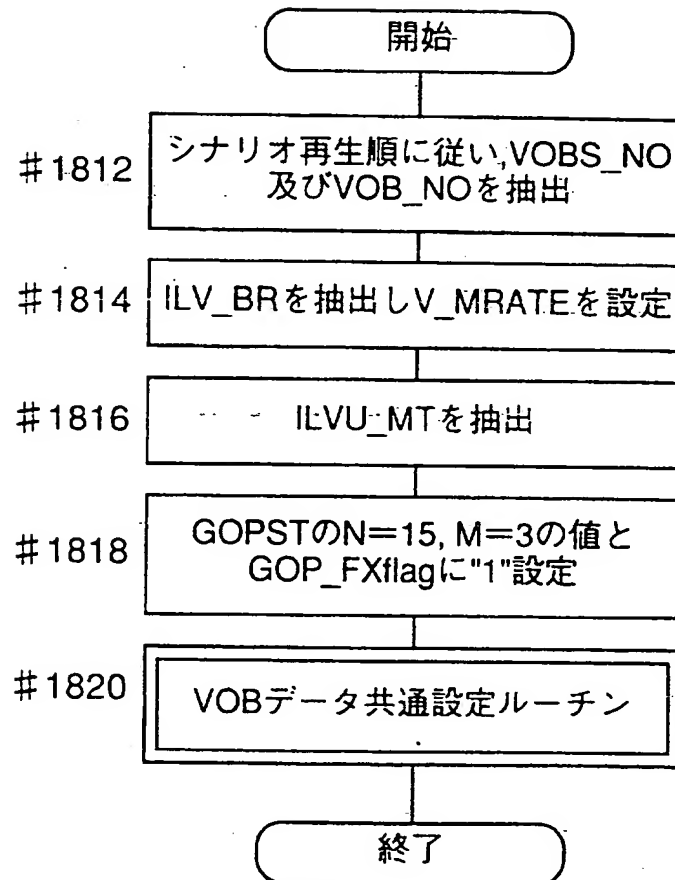 開始
#1812
シナリオ再生順に従い,VOBS_NO
及びVOB_NOを抽出
#1814
ILV_BRを抽出しV_MRATEを設定
#1816
ILVU_MTを抽出
#1818
GOPSTのN=15, M=3の値と
GOP_FXflagに"1"設定
#1820
VOBデータ共通設定ルーチン
終了